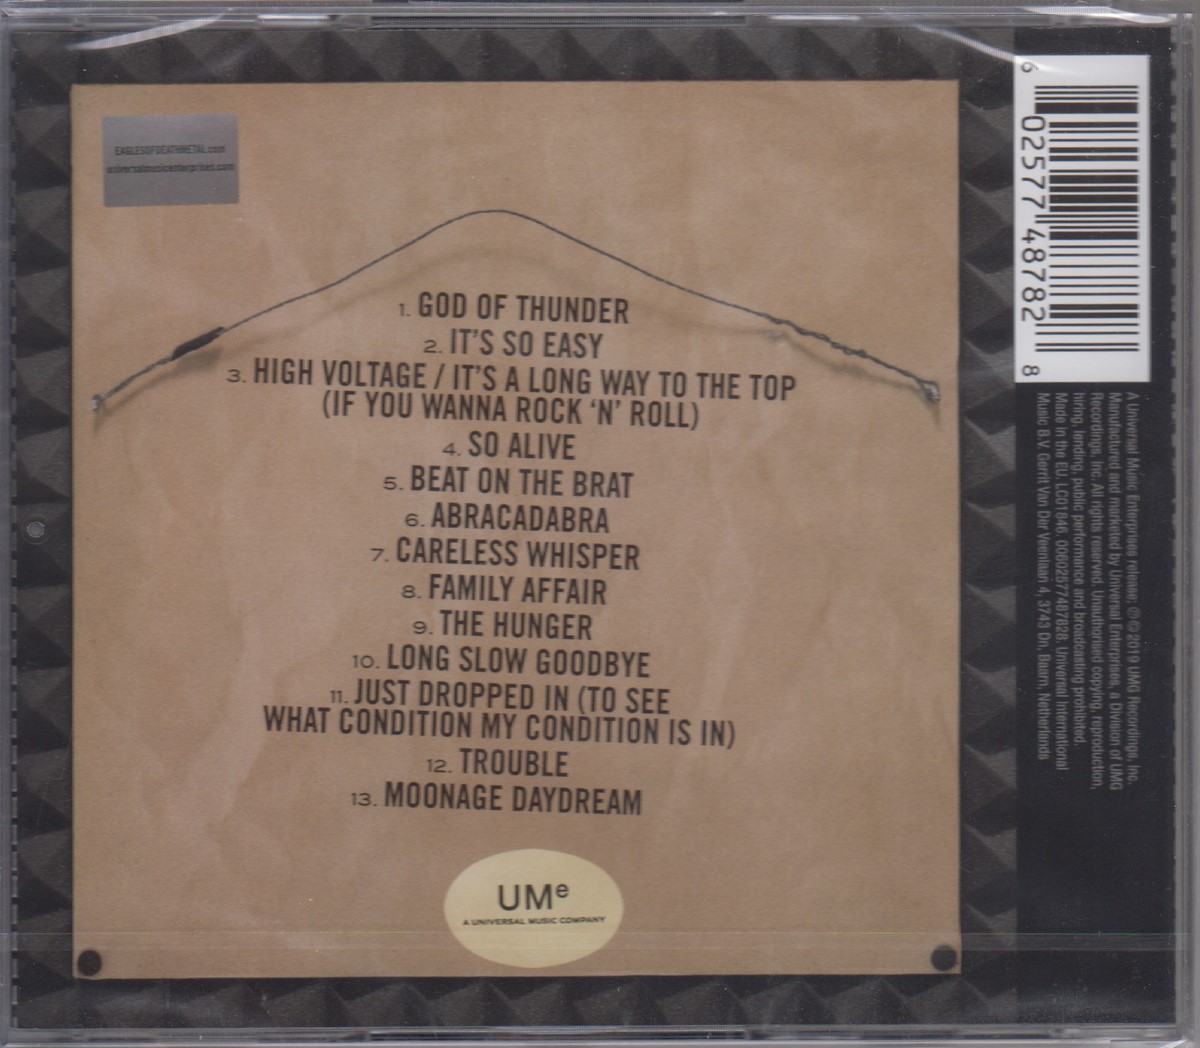 EAGLESOFDEATHMETAL.com
universalmusicenterprises.com
1. GOD OF THUNDER
2. IT'S SO EASY
3. HIGH VOLTAGE / IT'S A LONG WAY TO THE TOP
(IF YOU WANNA ROCK 'N' ROLL)
4. SO ALIVE
5. BEAT ON THE BRAT
6. ABRACADABRA
7. CARELESS WHISPER
8. FAMILY AFFAIR
9. THE HUNGER
10. LONG SLOW GOODBYE
11. JUST DROPPED IN (TO SEE
WHAT CONDITION MY CONDITION IS IN)
12. TROUBLE
13. MOONAGE DAYDREAM
UMe
A UNIVERSAL MUSIC COMPANY
6 02577 48782 8
A Universal Music Enterprises release; ℗© 2019 UMG Recordings, Inc.
Manufactured and marketed by Universal Enterprises, a Division of UMG
Recordings, Inc. All rights reserved. Unauthorised copying, reproduction,
hiring, lending, public performance and broadcasting prohibited.
Made in the EU. LC01846. 00602577487828. Universal International
Music B.V. Gerrit Van Der Veenlaan 4, 3743 Dn, Baarn, Netherlands